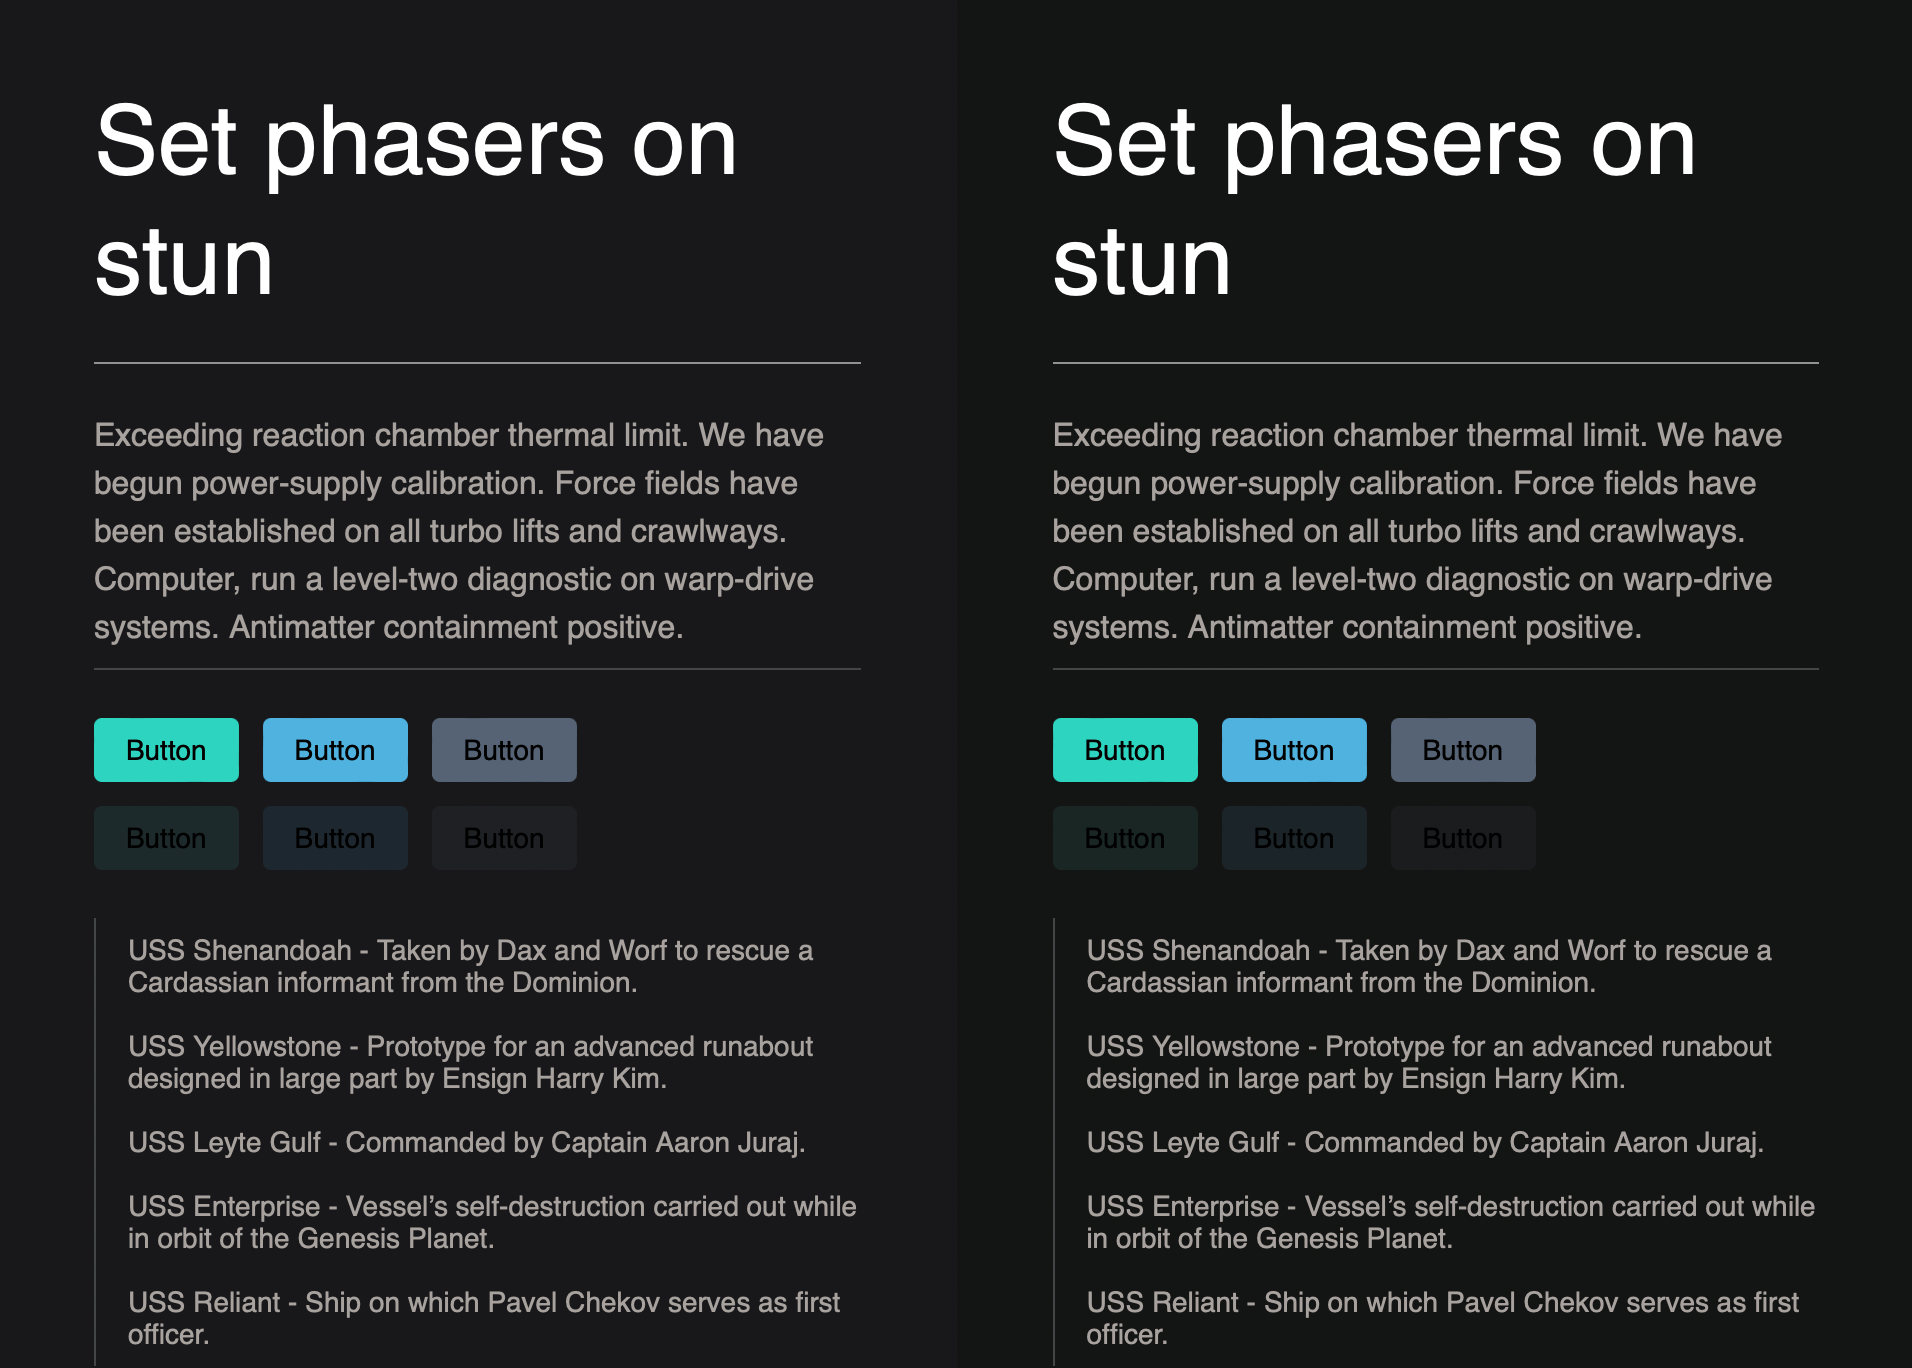 Set phasers on
stun
Exceeding reaction chamber thermal limit. We have
begun power-supply calibration. Force fields have
been established on all turbo lifts and crawlways.
Computer, run a level-two diagnostic on warp-drive
systems. Antimatter containment positive.
Button Button Button
Button Button Button
USS Shenandoah - Taken by Dax and Worf to rescue a
Cardassian informant from the Dominion.
USS Yellowstone - Prototype for an advanced runabout
designed in large part by Ensign Harry Kim.
USS Leyte Gulf - Commanded by Captain Aaron Juraj.
USS Enterprise - Vessel’s self-destruction carried out while
in orbit of the Genesis Planet.
USS Reliant - Ship on which Pavel Chekov serves as first
officer.
Set phasers on
stun
Exceeding reaction chamber thermal limit. We have
begun power-supply calibration. Force fields have
been established on all turbo lifts and crawlways.
Computer, run a level-two diagnostic on warp-drive
systems. Antimatter containment positive.
Button Button Button
Button Button Button
USS Shenandoah - Taken by Dax and Worf to rescue a
Cardassian informant from the Dominion.
USS Yellowstone - Prototype for an advanced runabout
designed in large part by Ensign Harry Kim.
USS Leyte Gulf - Commanded by Captain Aaron Juraj.
USS Enterprise - Vessel’s self-destruction carried out while
in orbit of the Genesis Planet.
USS Reliant - Ship on which Pavel Chekov serves as first
officer.